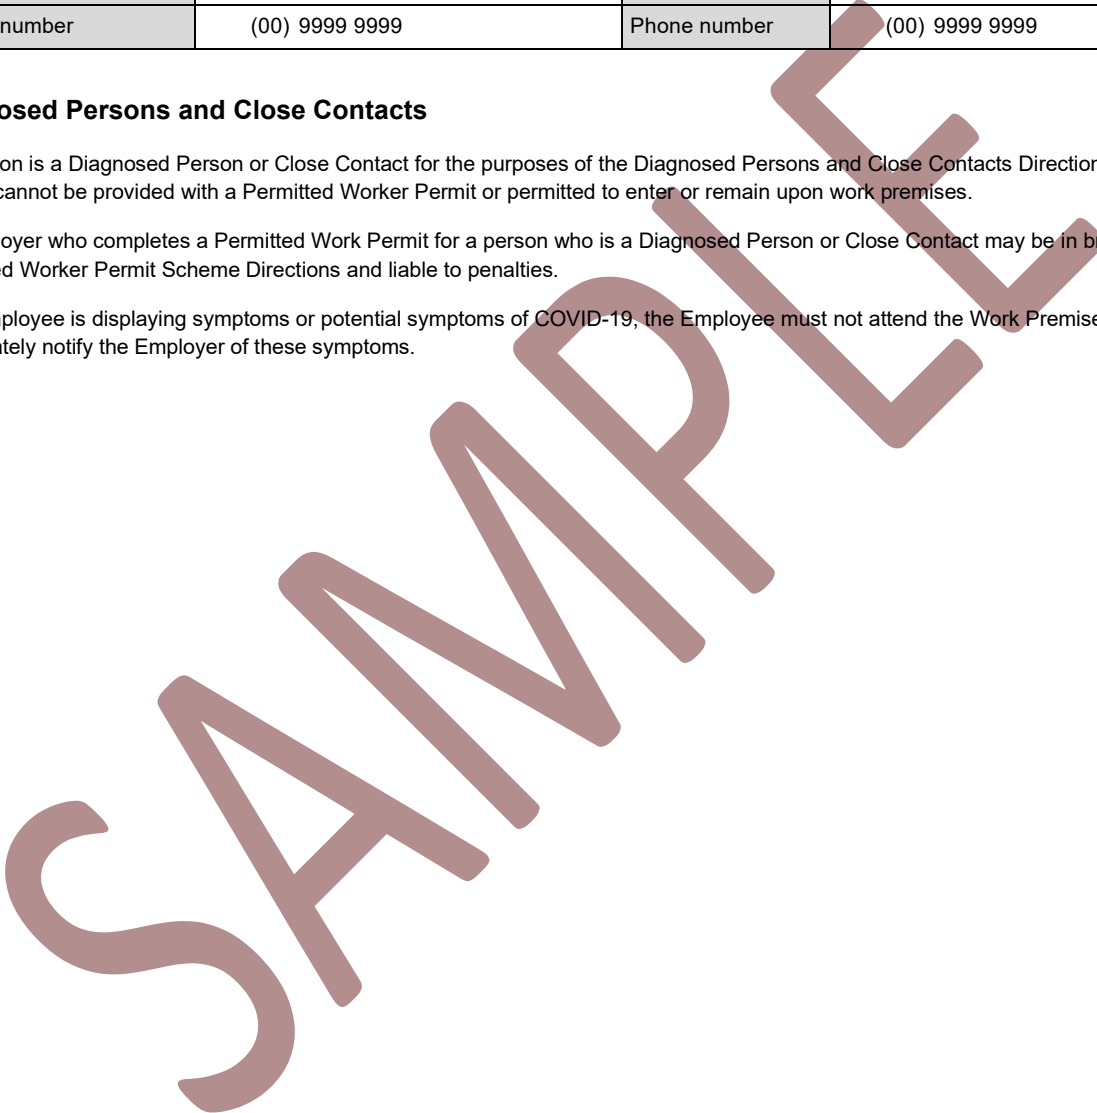 number (00) 9999 9999 Phone number (00) 9999 9999
osed Persons and Close Contacts
on is a Diagnosed Person or Close Contact for the purposes of the Diagnosed Persons and Close Contacts Direction
cannot be provided with a Permitted Worker Permit or permitted to enter or remain upon work premises.
oyer who completes a Permitted Work Permit for a person who is a Diagnosed Person or Close Contact may be in b
ed Worker Permit Scheme Directions and liable to penalties.
ployee is displaying symptoms or potential symptoms of COVID-19, the Employee must not attend the Work Premise
ately notify the Employer of these symptoms.
SAMPLE